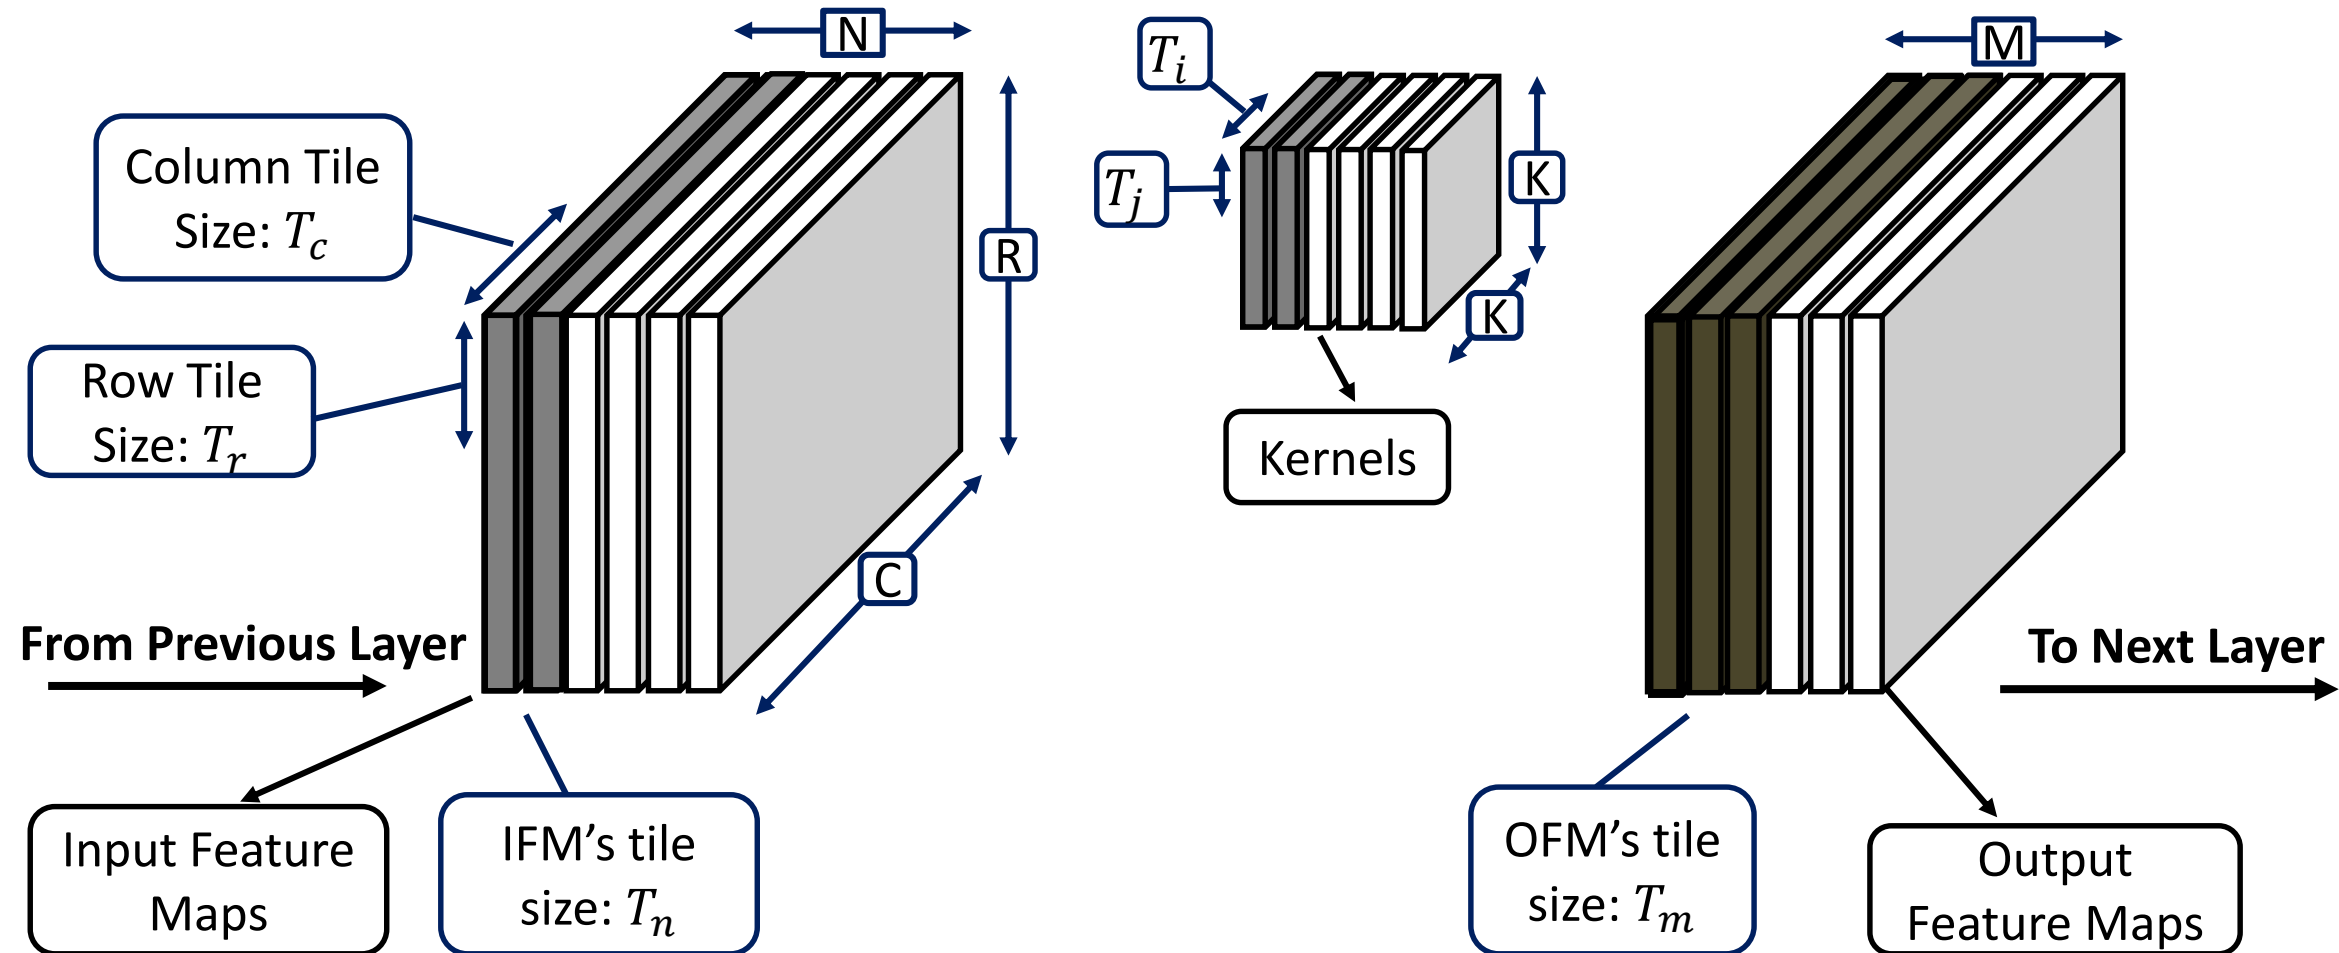 N
Column Tile
Size: T_c
R
Row Tile
Size: T_r
C
From Previous Layer
Input Feature
Maps
IFM’s tile
size: T_n
T_i
T_j
K
K
Kernels
M
To Next Layer
OFM’s tile
size: T_m
Output
Feature Maps